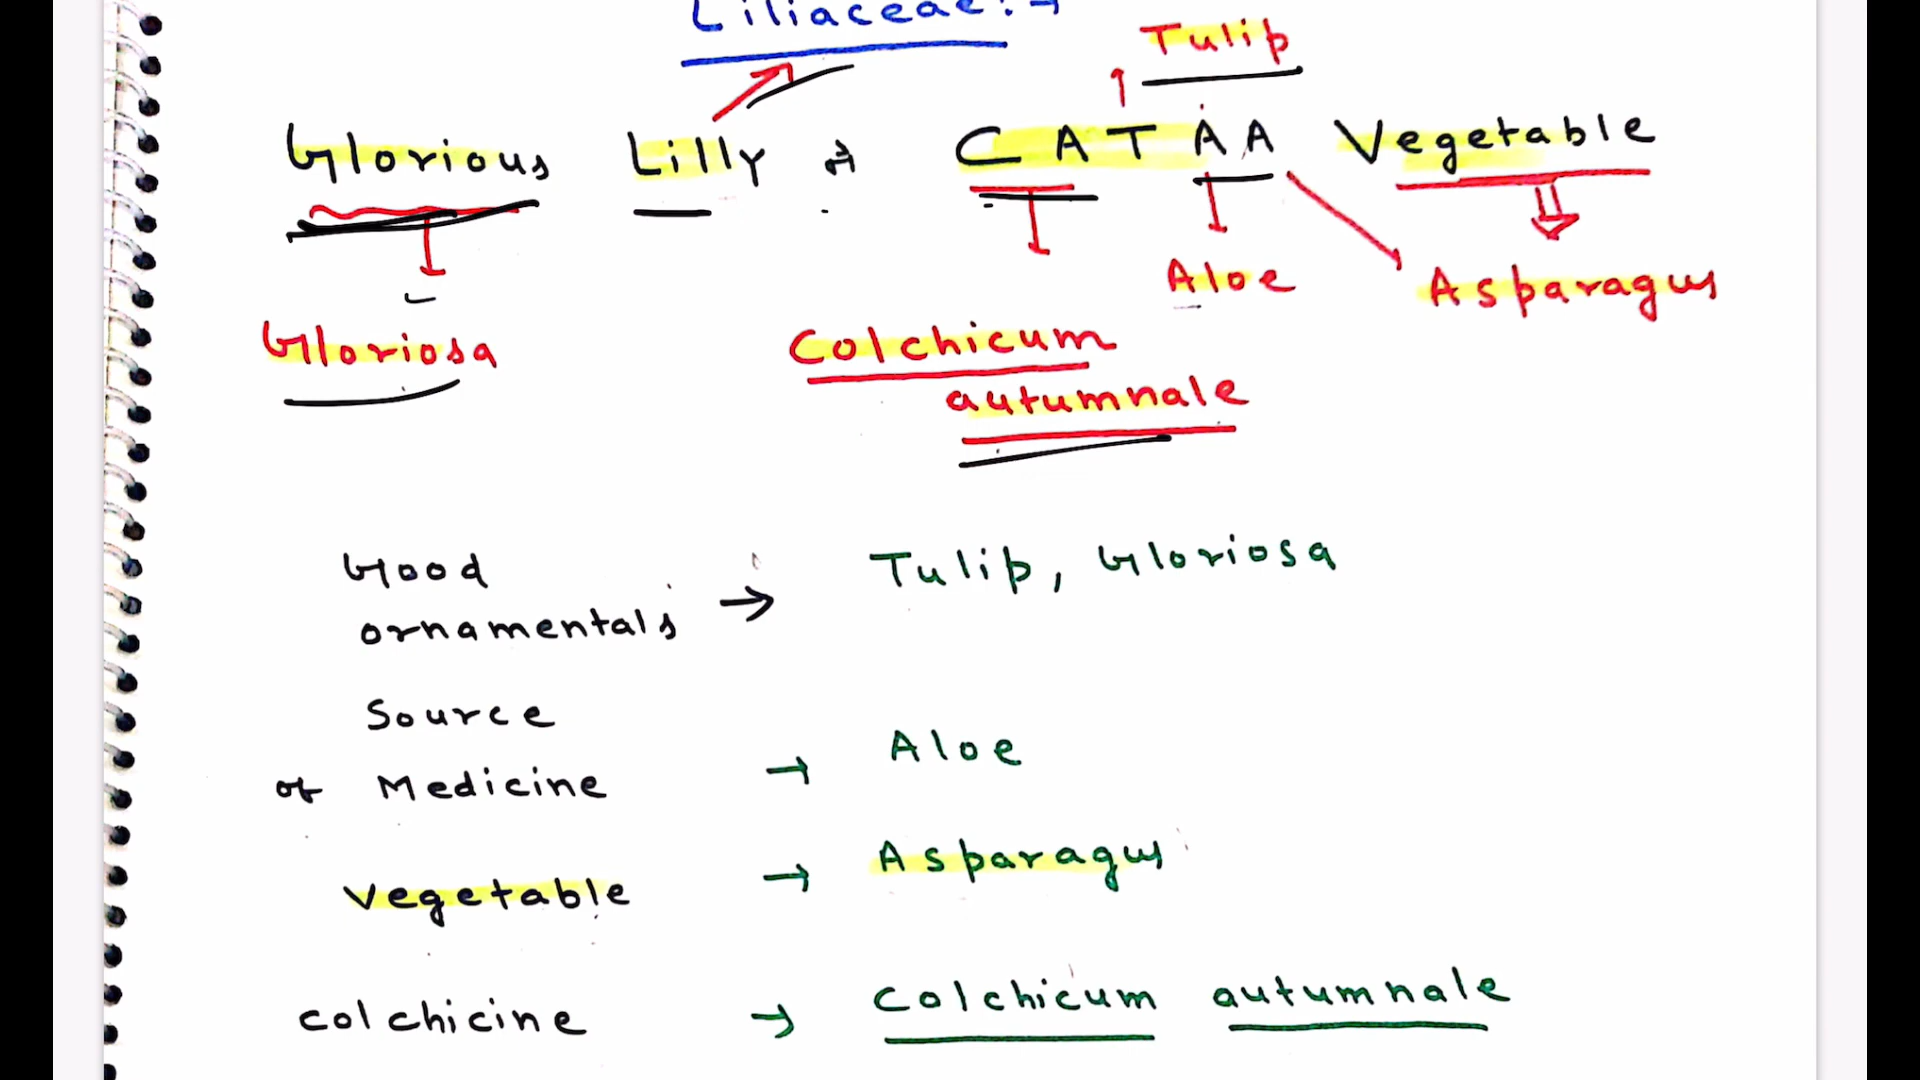 Liliaceae:→
Tulip
Glorious Lilly ने CATAA Vegetable
Aloe Asparagus
Gloriosa Colchicum
autumnale
Good
ornamentals → Tulip, Gloriosa
Source
of Medicine → Aloe
Vegetable → Asparagus
Colchicine → Colchicum autumnale